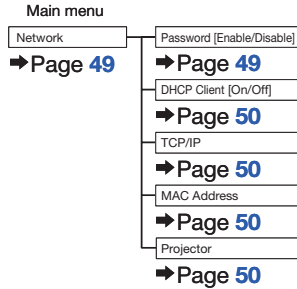 Main menu
Network
➡Page 49
Password [Enable/Disable]
➡Page 49
DHCP Client [On/Off]
➡Page 50
TCP/IP
➡Page 50
MAC Address
➡Page 50
Projector
➡Page 50